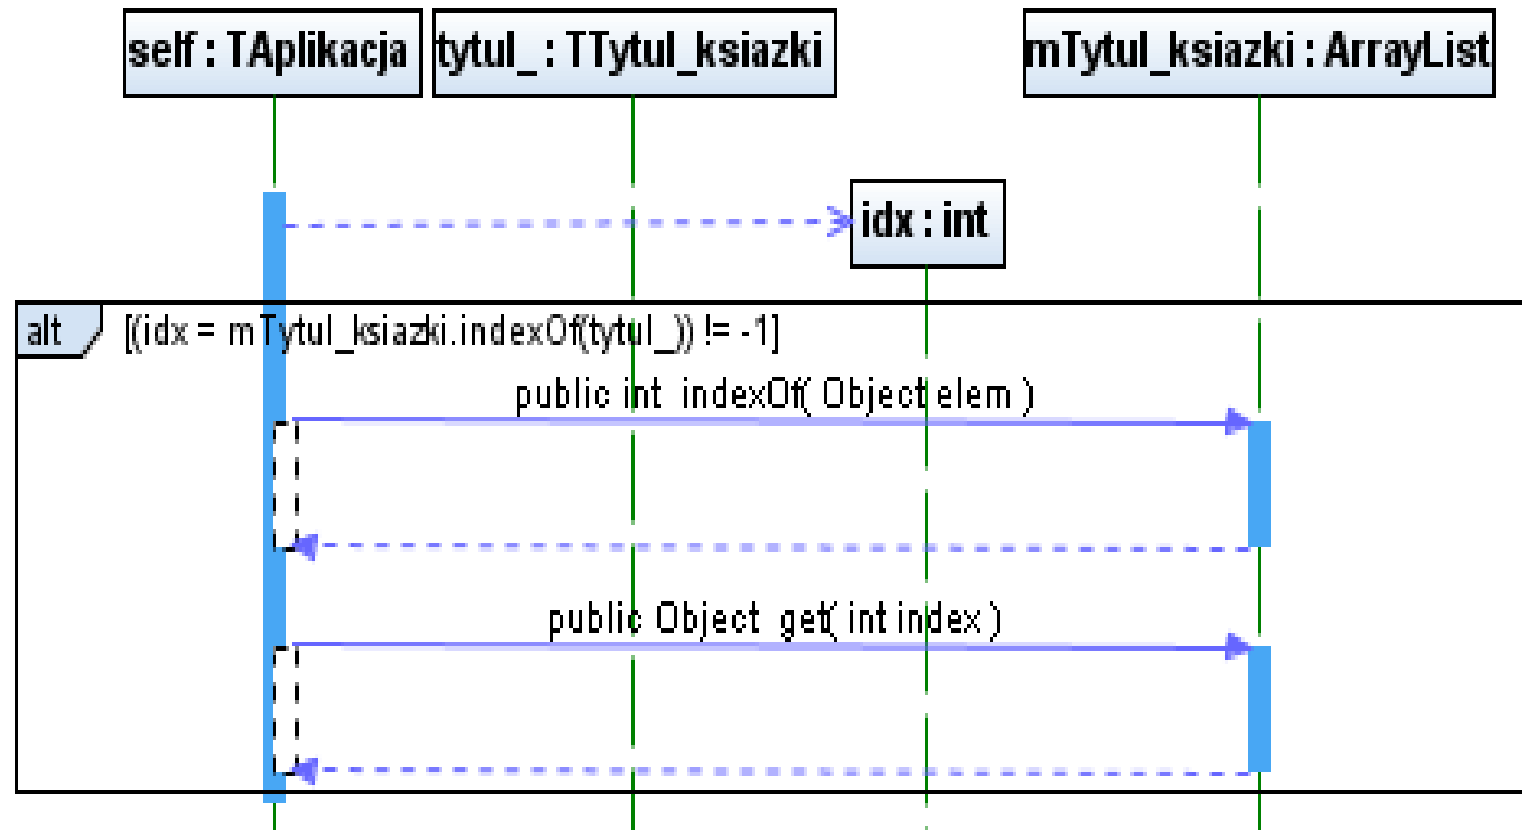 self : TAplikacja
tytul_ : TTytul_ksiazki
mTytul_ksiazki : ArrayList
idx : int
alt [(idx = mTytul_ksiazki.indexOf(tytul_)) != -1]
public int indexOf( Object elem )
public Object get( int index )